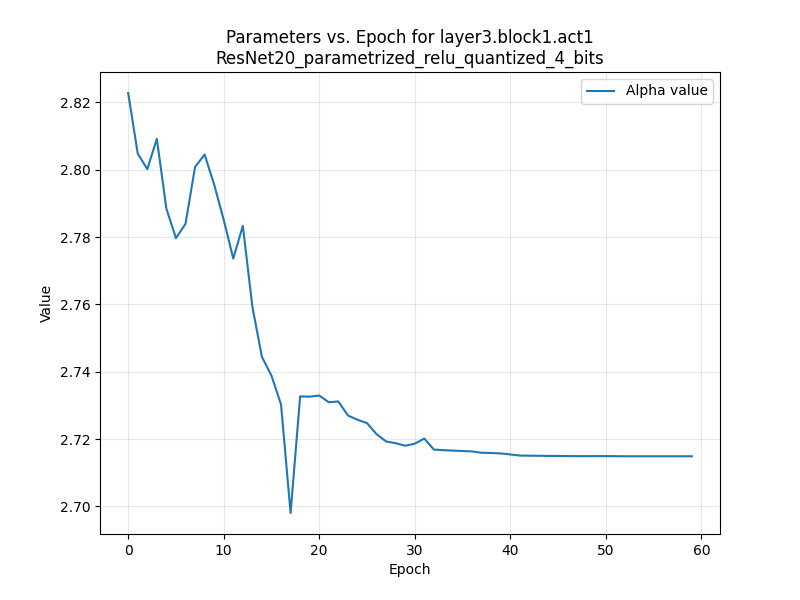 Parameters vs. Epoch for layer3.block1.act1
ResNet20_parametrized_relu_quantized_4_bits
Alpha value
2.82
2.80
2.78
2.76
2.74
2.72
2.70
Value
0 10 20 30 40 50 60
Epoch